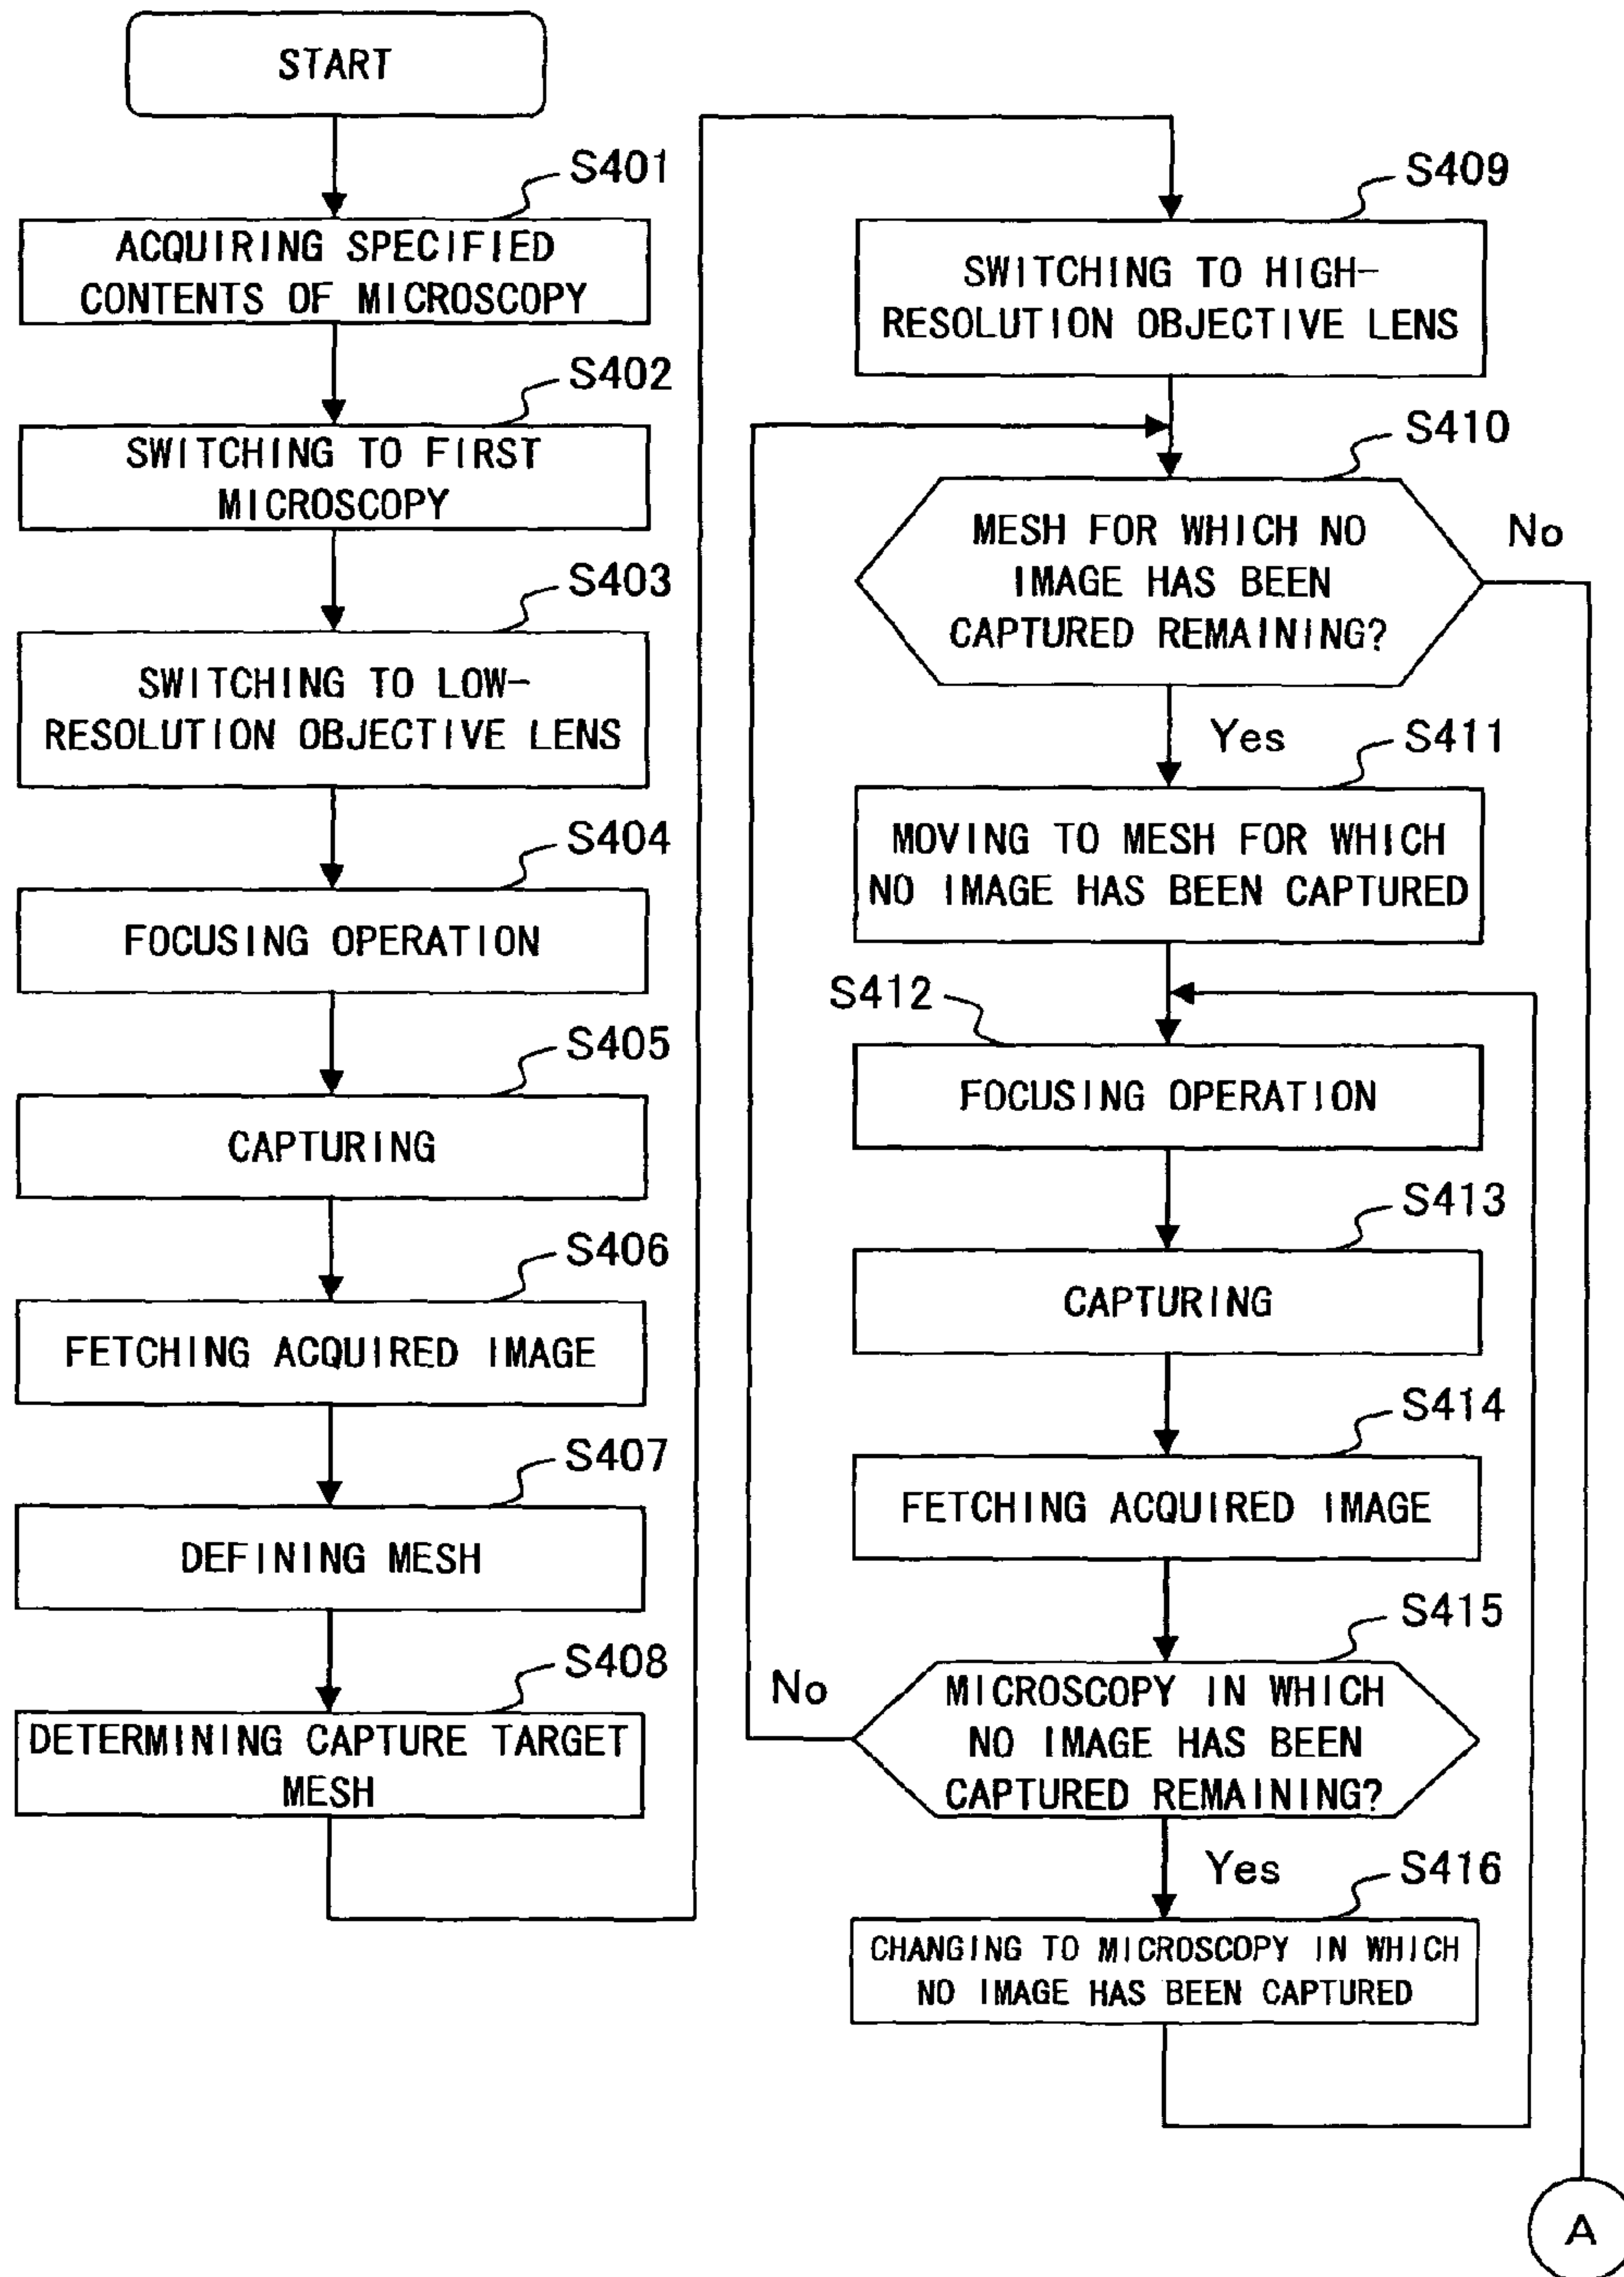 START
S401
ACQUIRING SPECIFIED
CONTENTS OF MICROSCOPY
S402
SWITCHING TO FIRST
MICROSCOPY
S403
SWITCHING TO LOW-
RESOLUTION OBJECTIVE LENS
S404
FOCUSING OPERATION
S405
CAPTURING
S406
FETCHING ACQUIRED IMAGE
S407
DEFINING MESH
S408
DETERMINING CAPTURE TARGET
MESH
S409
SWITCHING TO HIGH-
RESOLUTION OBJECTIVE LENS
S410
MESH FOR WHICH NO
IMAGE HAS BEEN
CAPTURED REMAINING?
No
Yes
S411
MOVING TO MESH FOR WHICH
NO IMAGE HAS BEEN CAPTURED
S412
FOCUSING OPERATION
S413
CAPTURING
S414
FETCHING ACQUIRED IMAGE
S415
No
MICROSCOPY IN WHICH
NO IMAGE HAS BEEN
CAPTURED REMAINING?
Yes
S416
CHANGING TO MICROSCOPY IN WHICH
NO IMAGE HAS BEEN CAPTURED
A